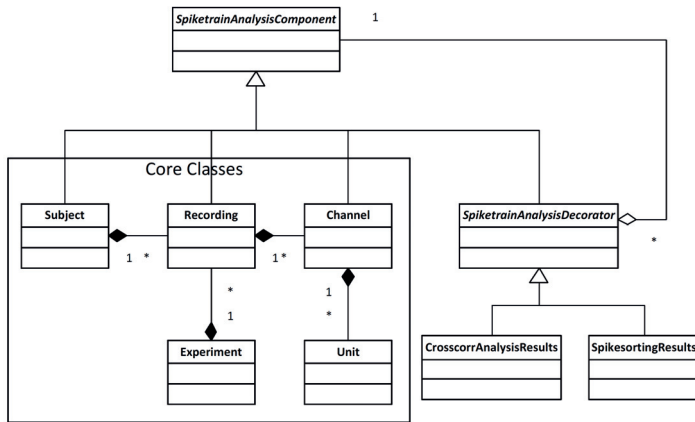 SpiketrainAnalysisComponent
1
Core Classes
Subject
Recording
Channel
SpiketrainAnalysisDecorator
1 *
1 *
*
*
1
1
*
Experiment
Unit
CrosscorrAnalysisResults
SpikesortingResults